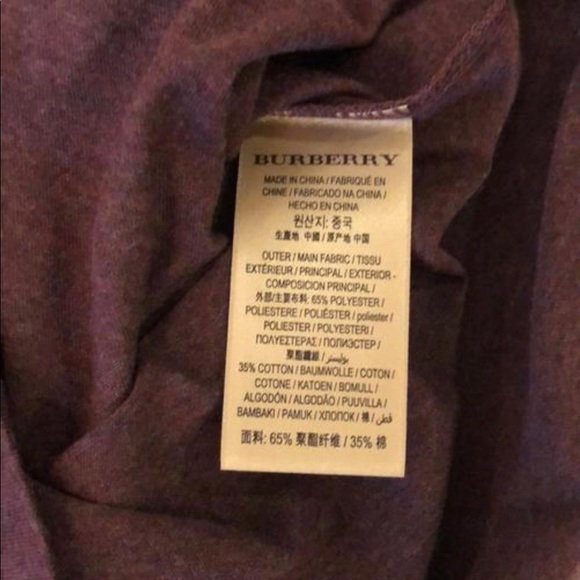 BURBERRY
MADE IN CHINA / FABRIQUÉ EN
CHINE / FABRICADO NA CHINA /
HECHO EN CHINA
원산지: 중국
生產地 中國 / 原产地 中国
OUTER / MAIN FABRIC / TISSU
EXTÉRIEUR / PRINCIPAL / EXTERIOR -
COMPOSICION PRINCIPAL /
外部/主要布料: 65% POLYESTER /
POLIESTERE / POLIÉSTER / poliester /
POLIESTER / POLYESTERI /
ΠΟΛΥΕΣΤΕΡΑΣ / ПОЛИЭСТЕР /
聚酯纖維 / بوليستر /
35% COTTON / BAUMWOLLE / COTON /
COTONE / KATOEN / BOMULL /
ALGODÓN / ALGODÃO / PUUVILLA /
BAMBAKI / PAMUK / ХЛОПОК / 棉 / قطن /
面料: 65% 聚酯纤维 / 35% 棉